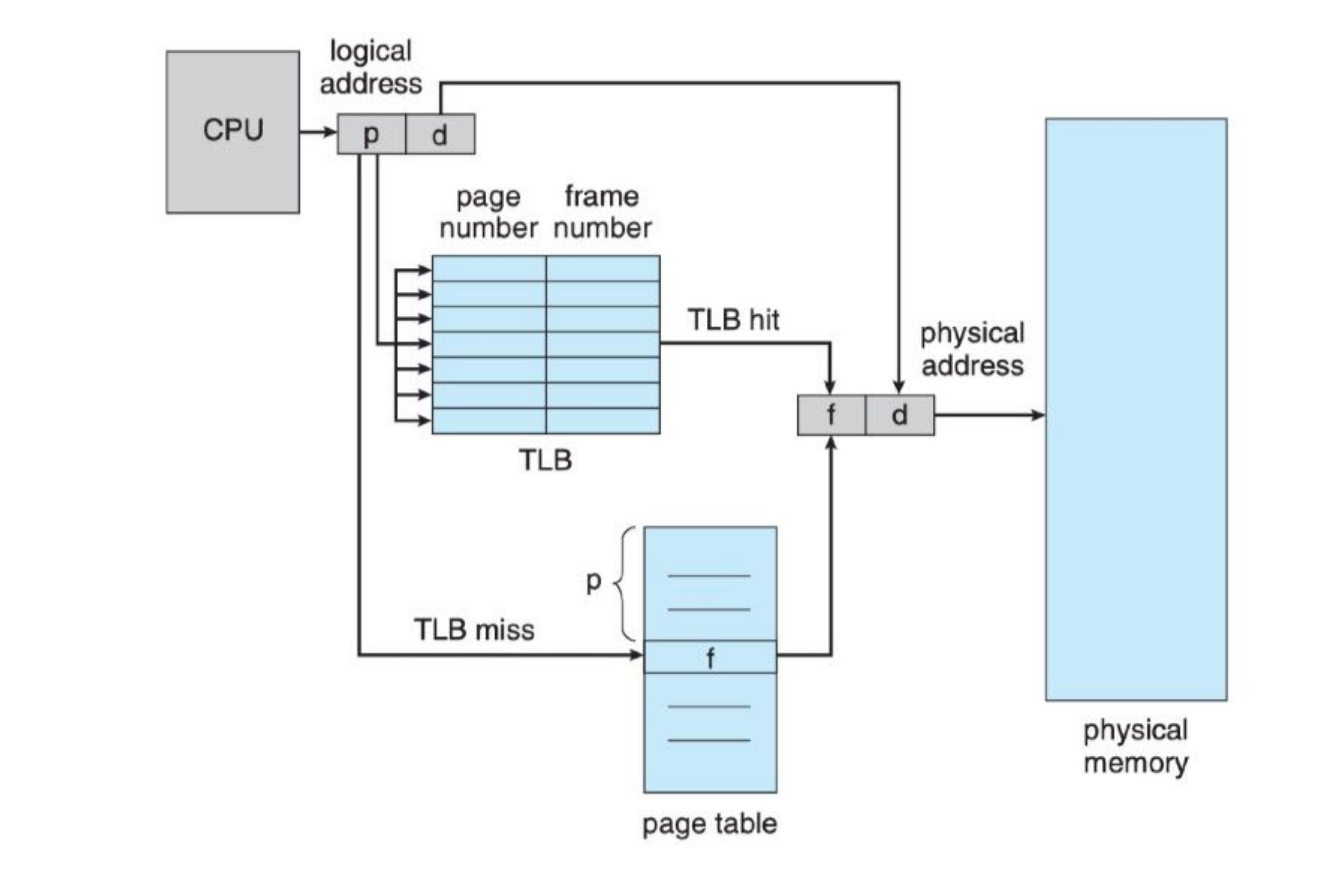 logical
address
CPU
p
d
page
number
frame
number
TLB hit
physical
address
f
d
TLB
p
TLB miss
f
physical
memory
page table